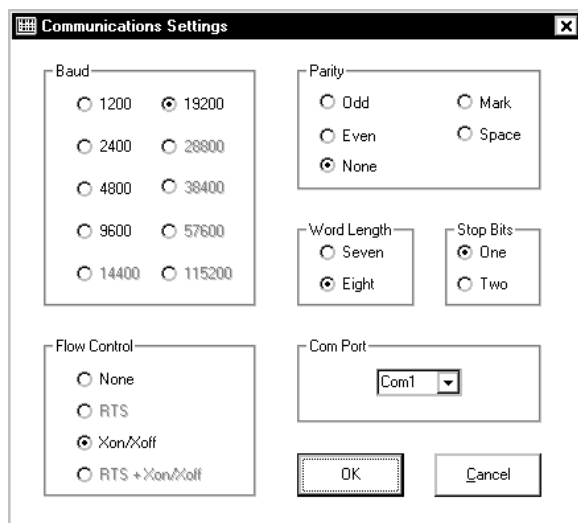 Communications Settings
Baud
1200
19200
2400
28800
4800
38400
9600
57600
14400
115200
Parity
Odd
Mark
Even
Space
None
Word Length
Seven
Eight
Stop Bits
One
Two
Flow Control
None
RTS
Xon/Xoff
RTS + Xon/Xoff
Com Port
Com1
OK
Cancel